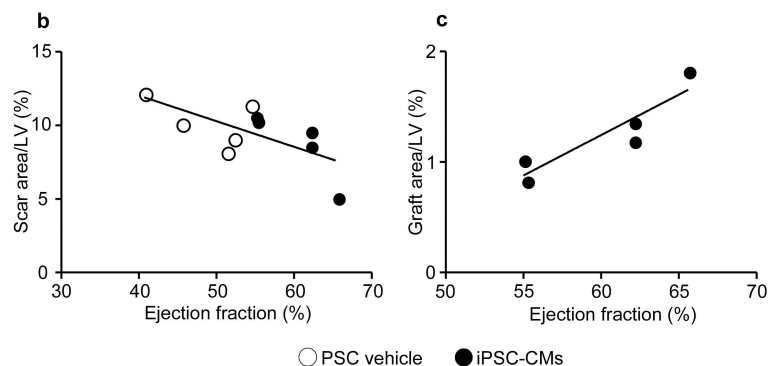 b
15
10
5
0
Scar area/LV (%)
30 40 50 60 70
Ejection fraction (%)
c
2
1
0
Graft area/LV (%)
50 55 60 65 70
Ejection fraction (%)
PSC vehicle iPSC-CMs